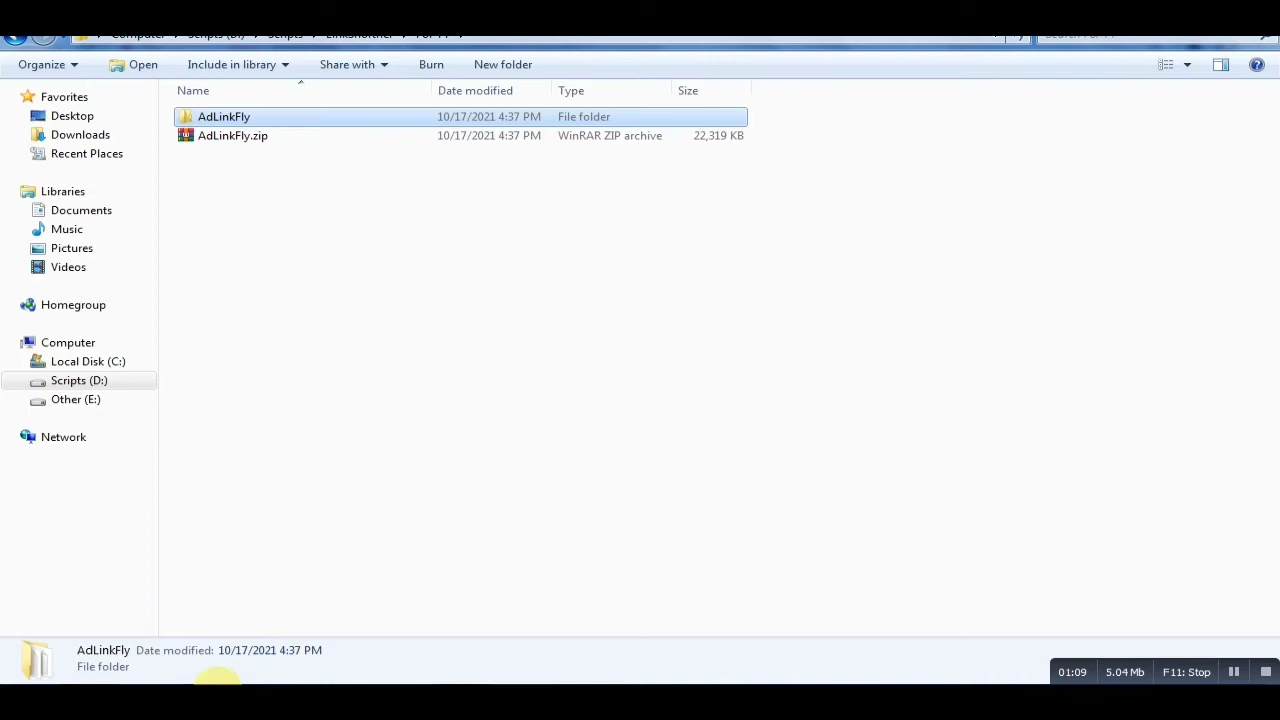 Computer Scripts (D:) Scripts
Organize Open Include in library Share with Burn New folder
Name Date modified Type Size
Favorites
Desktop
Downloads
Recent Places
Libraries
Documents
Music
Pictures
Videos
Homegroup
Computer
Local Disk (C:)
Scripts (D:)
Other (E:)
Network
AdLinkFly 10/17/2021 4:37 PM File folder
AdLinkFly.zip 10/17/2021 4:37 PM WinRAR ZIP archive 22,319 KB
AdLinkFly Date modified: 10/17/2021 4:37 PM
File folder
01:09 5.04 Mb F11: Stop